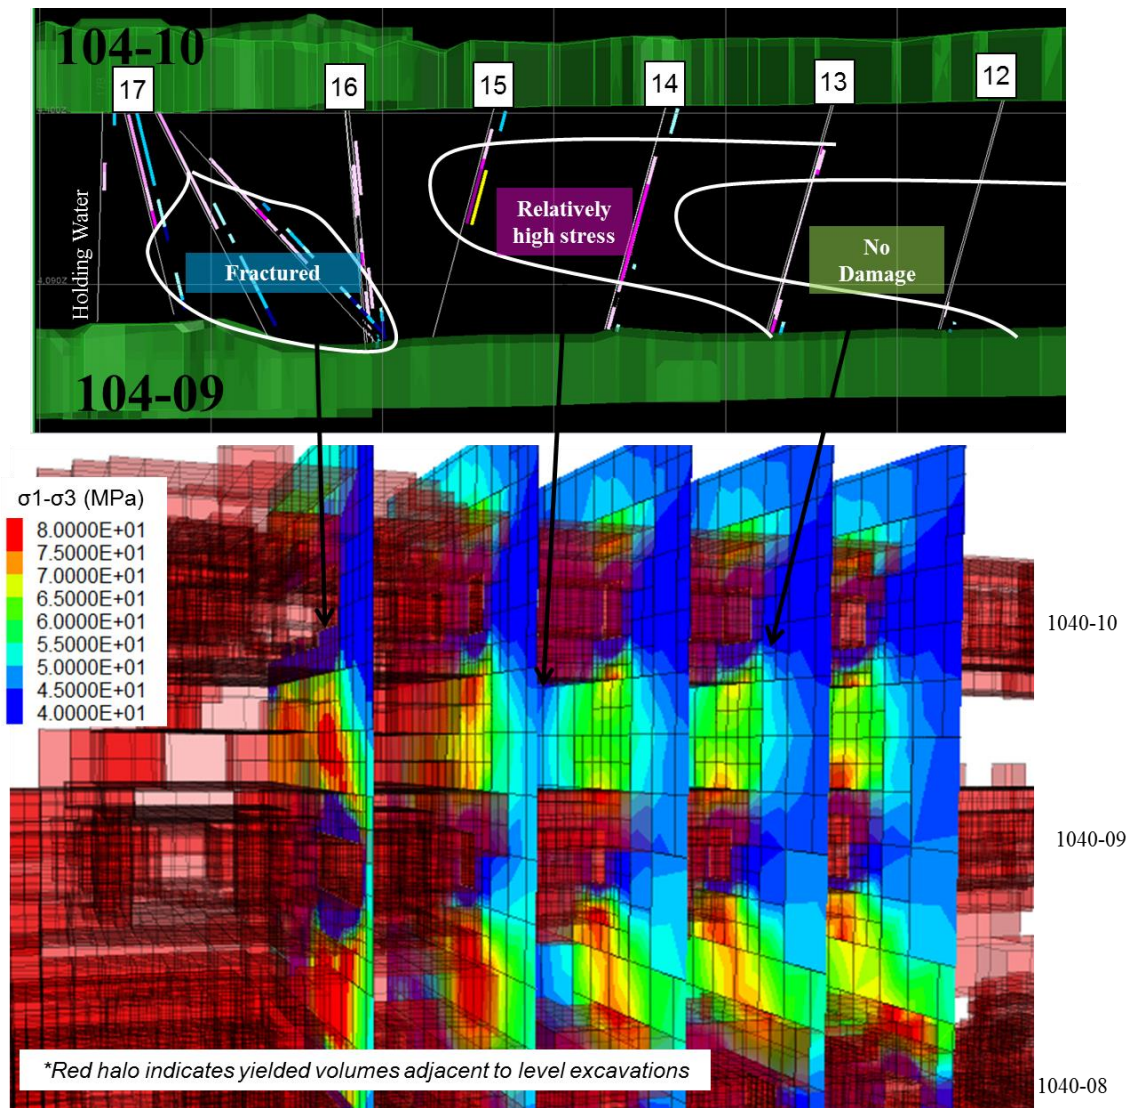 104-10
17
16
15
14
13
12
Holding Water
Relatively
high stress
No
Damage
Fractured
104-09
σ1-σ3 (MPa)
8.0000E+01
7.5000E+01
7.0000E+01
6.5000E+01
6.0000E+01
5.5000E+01
5.0000E+01
4.5000E+01
4.0000E+01
1040-10
1040-09
1040-08
*Red halo indicates yielded volumes adjacent to level excavations